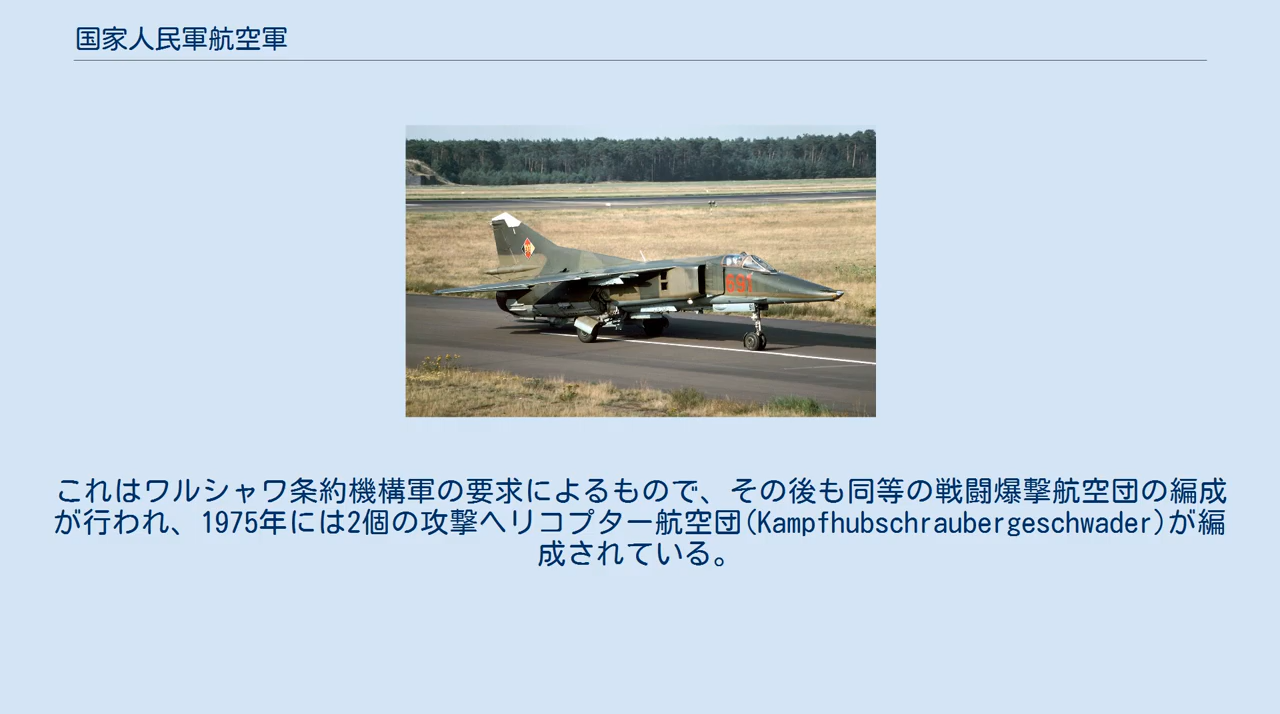 国家人民軍航空軍
691
これはワルシャワ条約機構軍の要求によるもので、その後も同等の戦闘爆撃航空団の編成
が行われ、1975年には2個の攻撃ヘリコプター航空団(Kampfhubschraubergeschwader)が編
成されている。